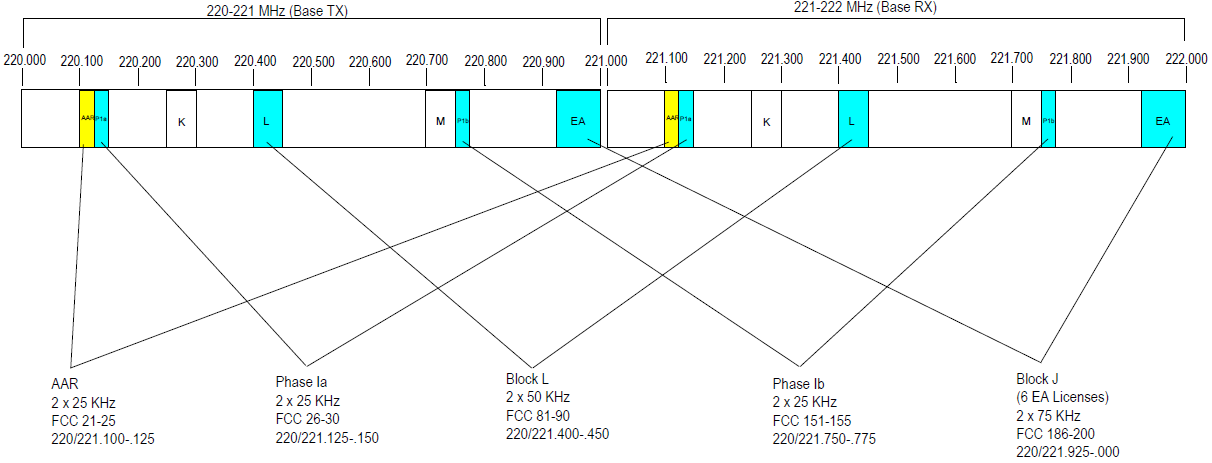 220-221 MHz (Base TX)
221-222 MHz (Base RX)
220.000 220.100 220.200 220.300 220.400 220.500 220.600 220.700 220.800 220.900 221.000 221.100 221.200 221.300 221.400 221.500 221.600 221.700 221.800 221.900 222.000
AAR P1a K L M P1b EA AAR P1a K L M P1b EA
AAR
2 x 25 KHz
FCC 21-25
220/221.100-.125
Phase Ia
2 x 25 KHz
FCC 26-30
220/221.125-.150
Block L
2 x 50 KHz
FCC 81-90
220/221.400-.450
Phase Ib
2 x 25 KHz
FCC 151-155
220/221.750-.775
Block J
(6 EA Licenses)
2 x 75 KHz
FCC 186-200
220/221.925-.000